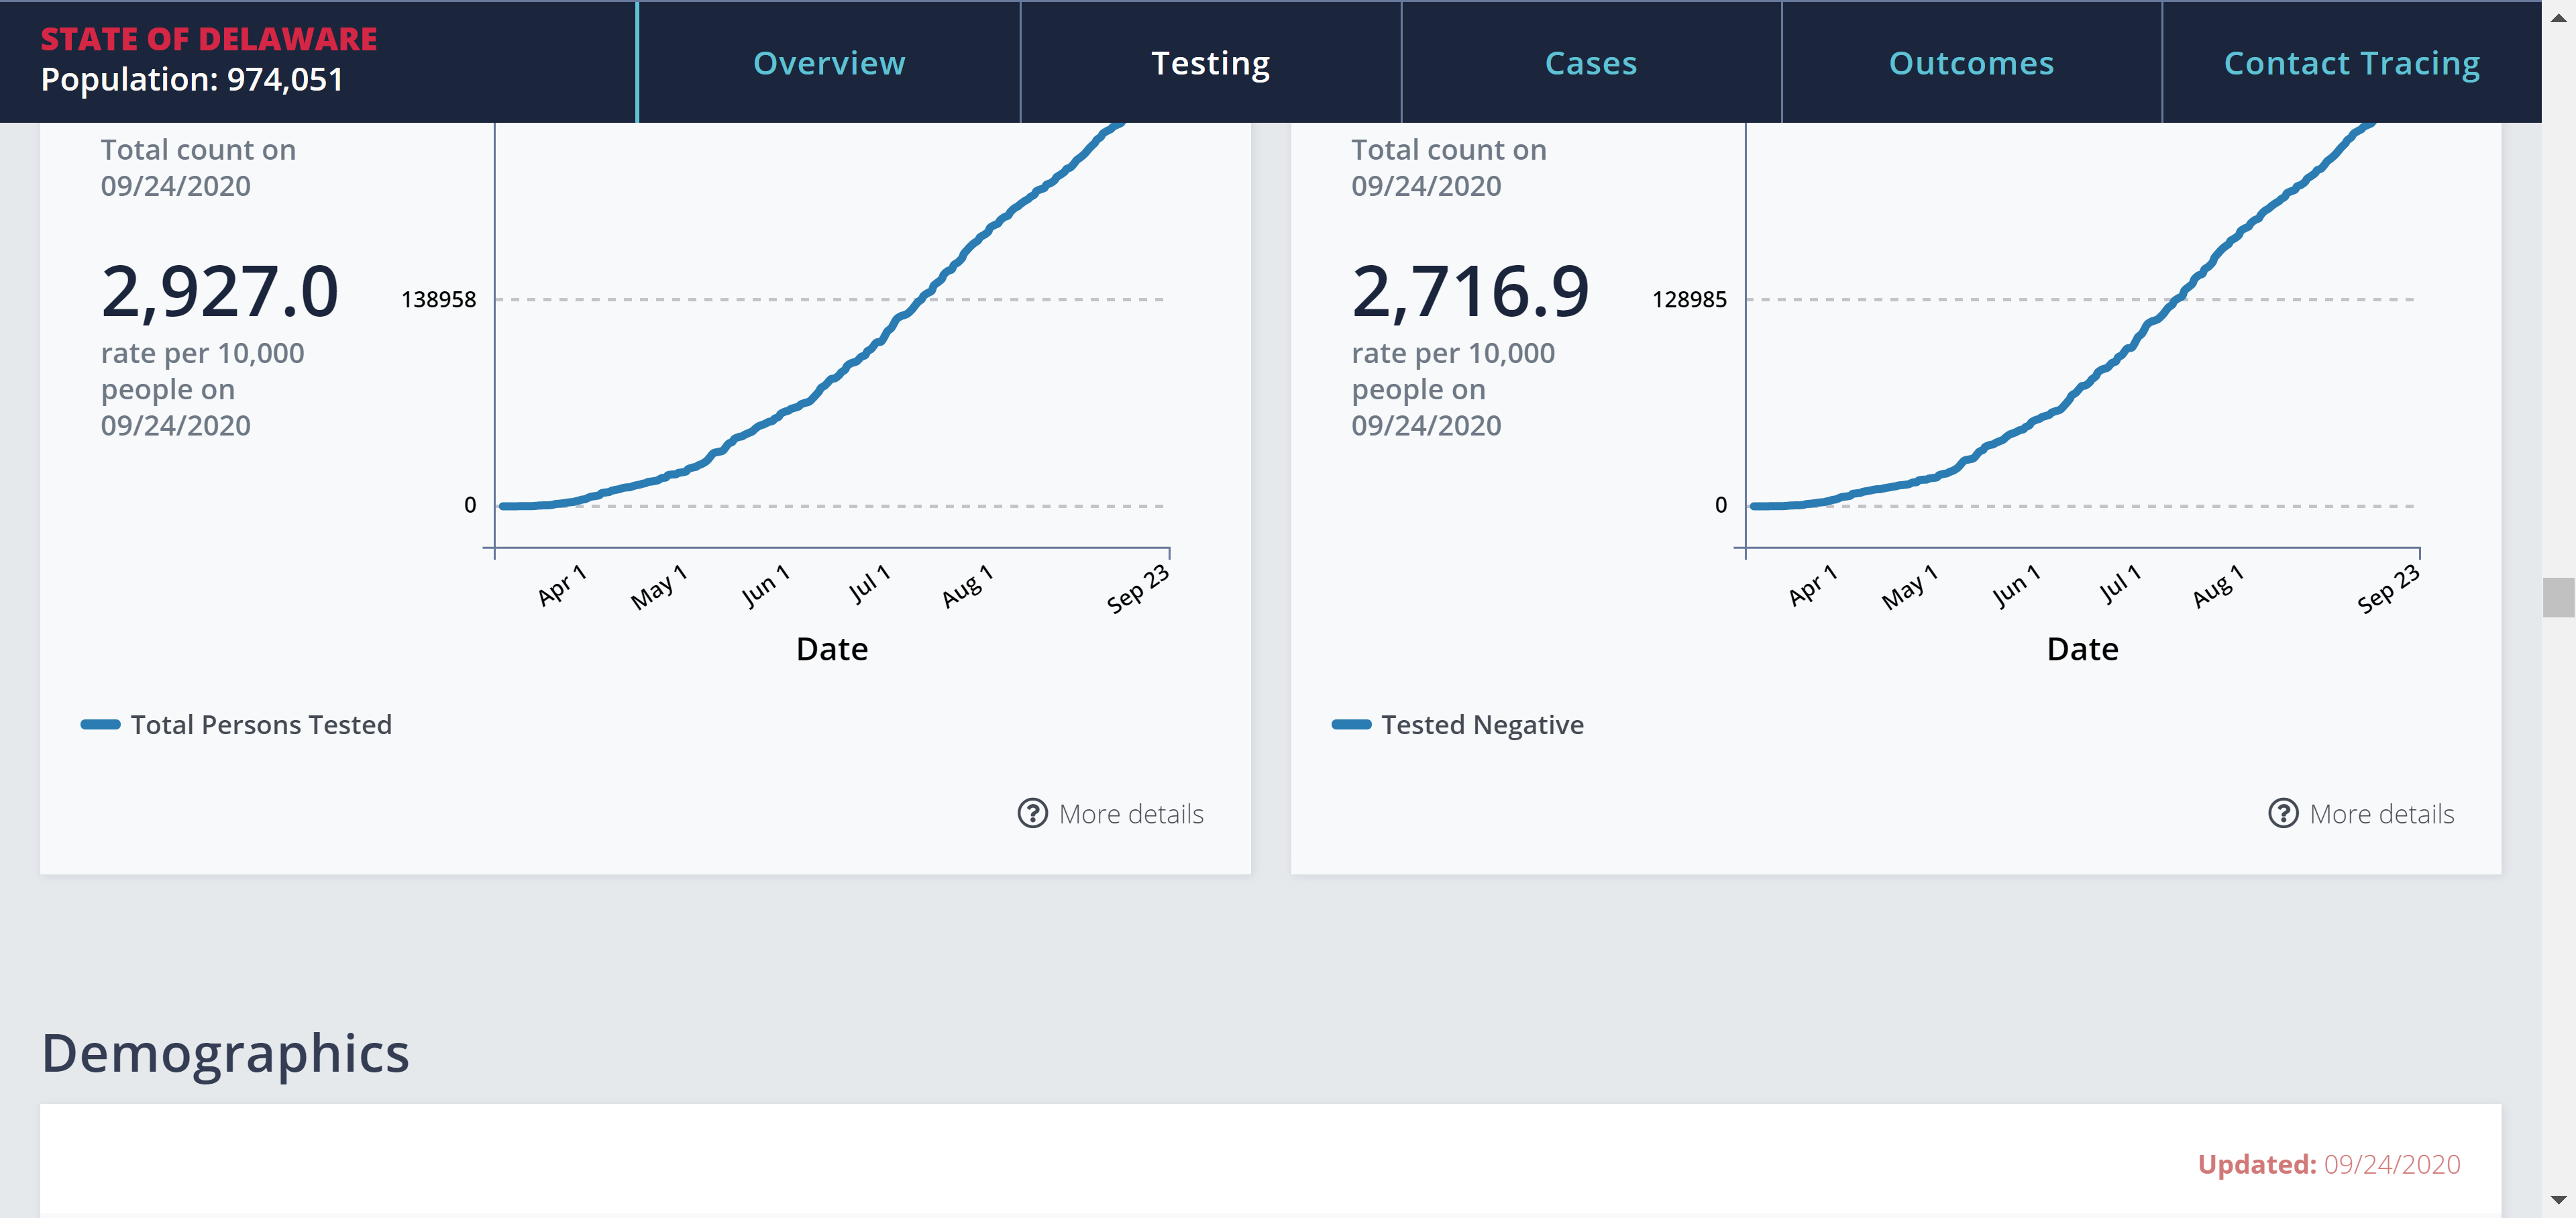 STATE OF DELAWARE
Population: 974,051
Overview
Testing
Cases
Outcomes
Contact Tracing
Total count on
09/24/2020
2,927.0
rate per 10,000
people on
09/24/2020
138958
0
Apr 1
May 1
Jun 1
Jul 1
Aug 1
Sep 23
Date
Total Persons Tested
? More details
Total count on
09/24/2020
2,716.9
rate per 10,000
people on
09/24/2020
128985
0
Apr 1
May 1
Jun 1
Jul 1
Aug 1
Sep 23
Date
Tested Negative
? More details
Demographics
Updated: 09/24/2020